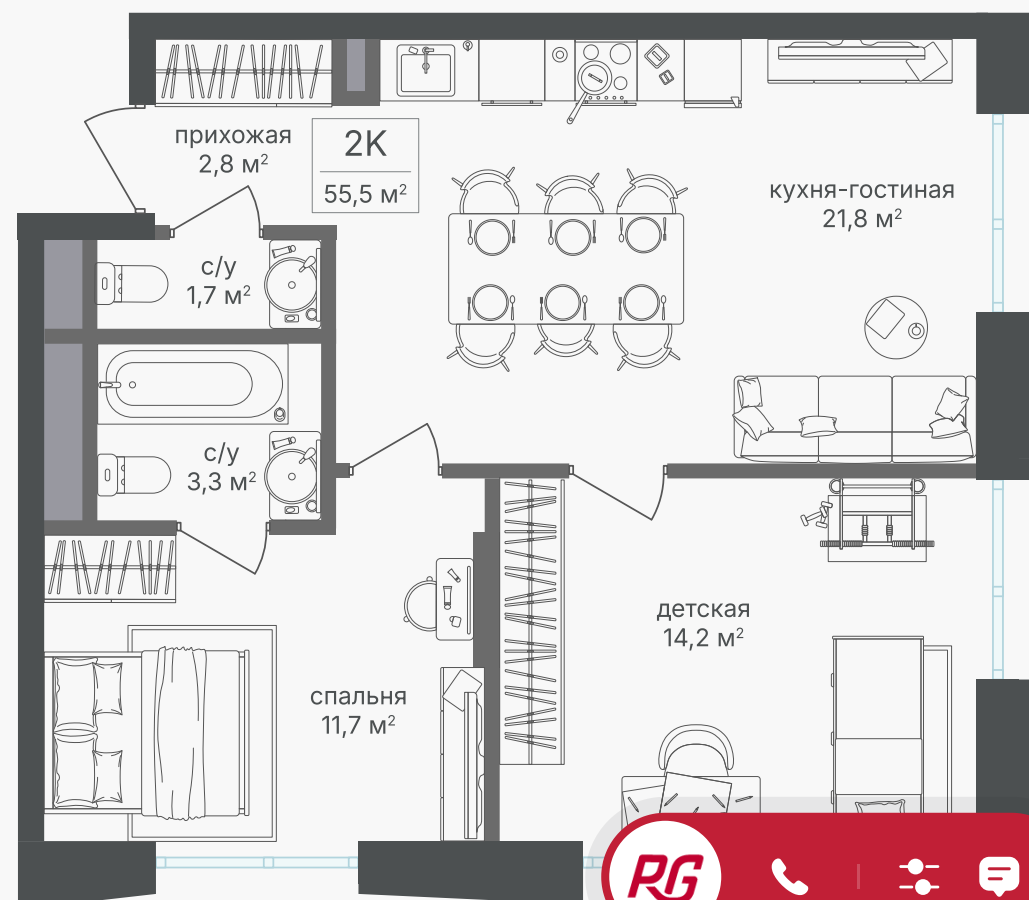 прихожая
2,8 м²
2К
55,5 м²
кухня-гостиная
21,8 м²
с/у
1,7 м²
с/у
3,3 м²
детская
14,2 м²
спальня
11,7 м²
RG